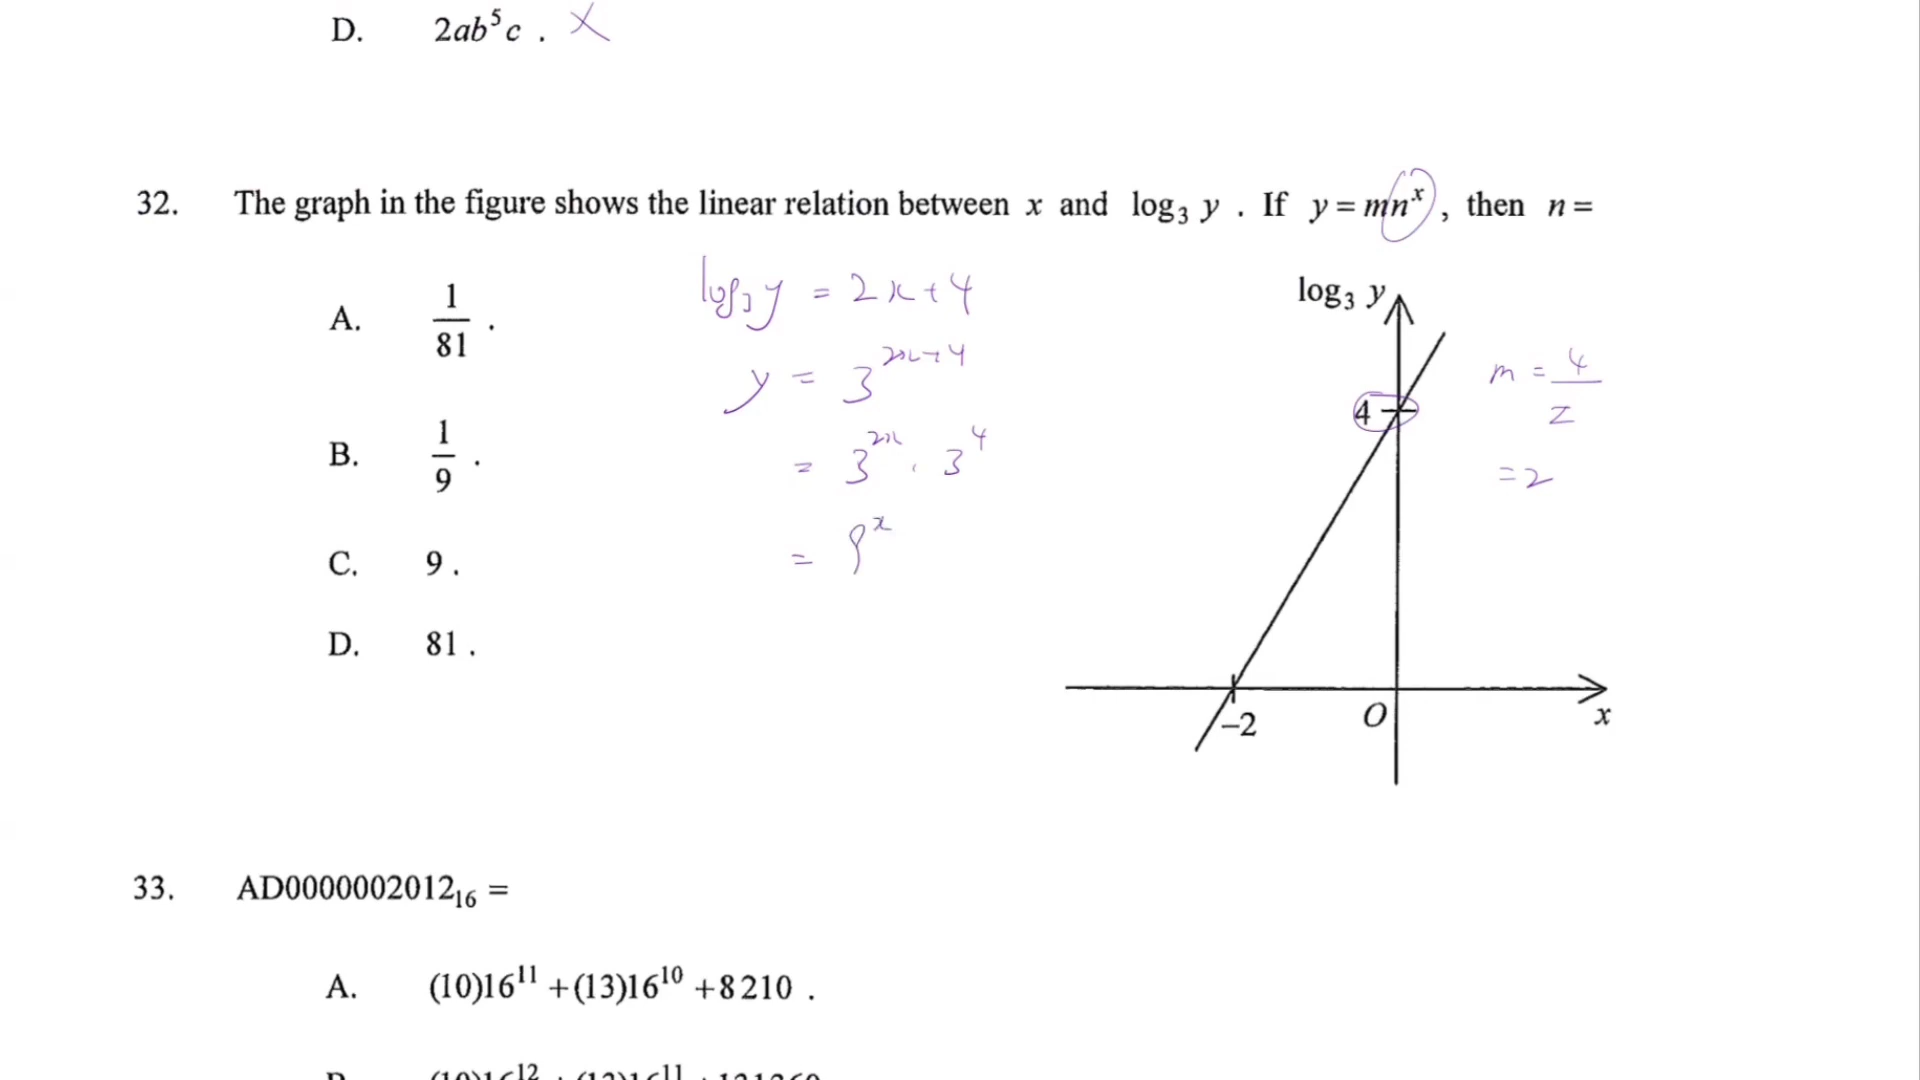 D. 2ab⁵c .
32. The graph in the figure shows the linear relation between x and log₃ y . If y = mnˣ , then n =
A. 1/81 .
B. 1/9 .
C. 9 .
D. 81 .
log₃ y = 2x + 4
y = 3²ˣ⁺⁴
= 3²ˣ · 3⁴
= 9ˣ
log₃ y
4
-2
O
x
m = 4/2
= 2
33. AD0000002012₁₆ =
A. (10)16¹¹ + (13)16¹⁰ + 8210 .